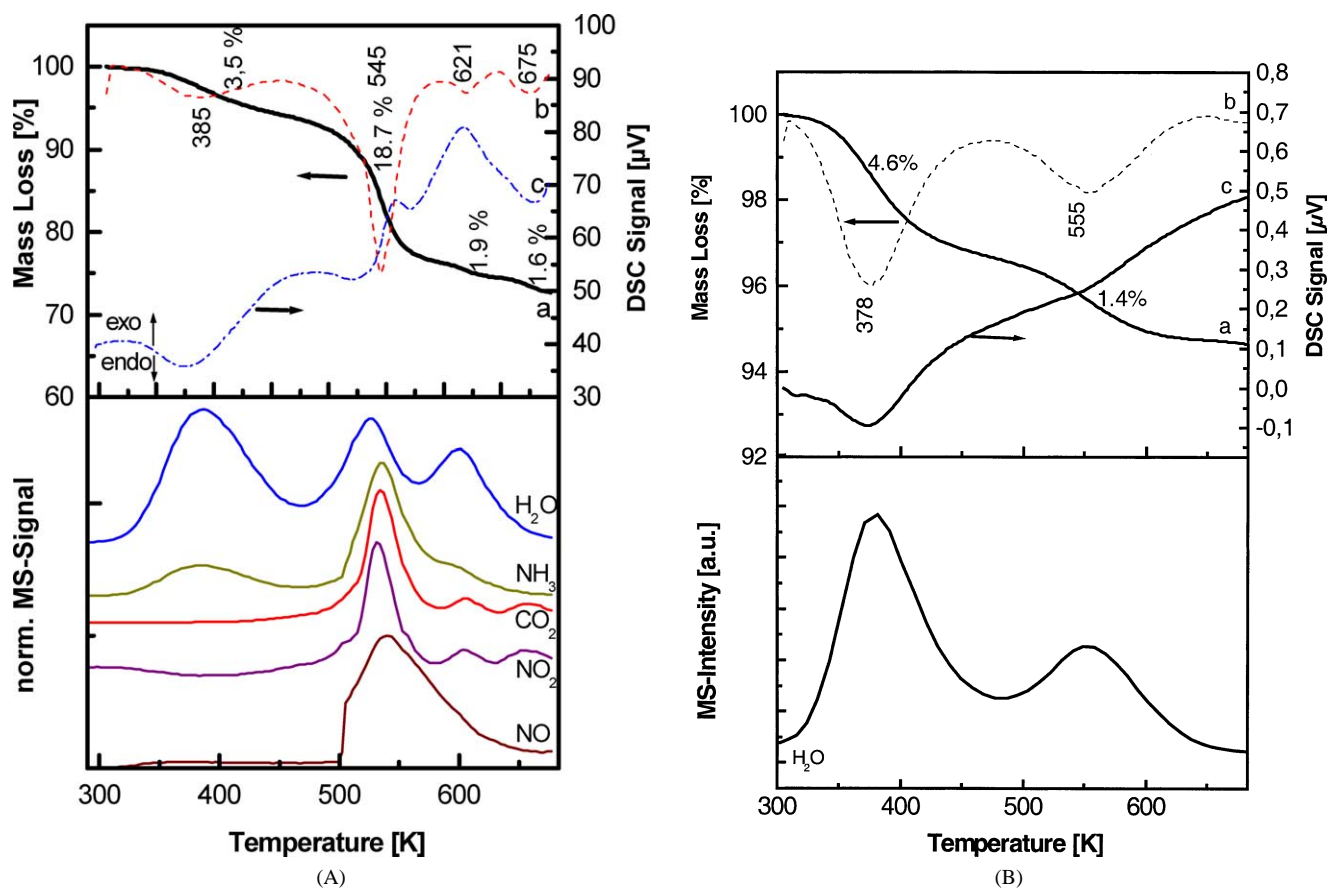 100
90
80
70
60
Mass Loss [%]
3,5 %
385
545
18.7 %
621
675
1.9 %
1.6 %
b
c
a
exo
endo
100
90
80
70
60
50
40
30
DSC Signal [µV]
norm. MS-Signal
H2O
NH3
CO2
NO2
NO
300
400
500
600
Temperature [K]
(A)
100
98
96
94
92
Mass Loss [%]
4.6%
378
555
1.4%
b
c
a
0,8
0,7
0,6
0,5
0,4
0,3
0,2
0,1
0,0
-0,1
DSC Signal [µV]
MS-Intensity [a.u.]
H2O
300
400
500
600
Temperature [K]
(B)